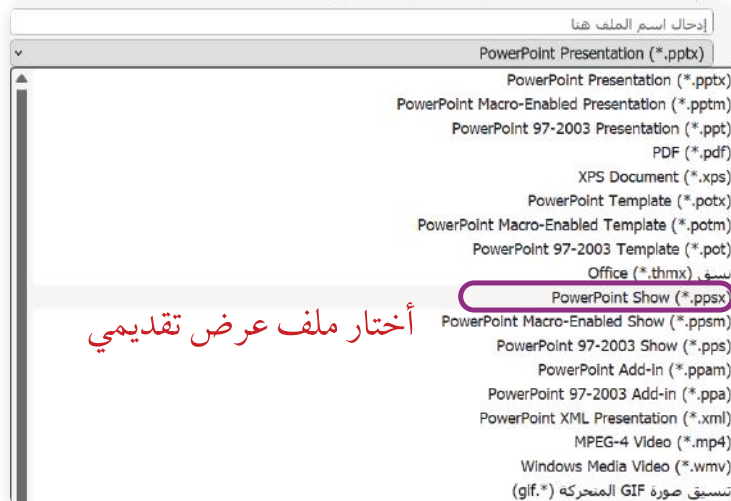 إدخال اسم الملف هنا
PowerPoint Presentation (*.pptx)
PowerPoint Presentation (*.pptx)
PowerPoint Macro-Enabled Presentation (*.pptm)
PowerPoint 97-2003 Presentation (*.ppt)
PDF (*.pdf)
XPS Document (*.xps)
PowerPoint Template (*.potx)
PowerPoint Macro-Enabled Template (*.potm)
PowerPoint 97-2003 Template (*.pot)
نسق Office (*.thmx)
PowerPoint Show (*.ppsx)
أختار ملف عرض تقديمي
PowerPoint Macro-Enabled Show (*.ppsm)
PowerPoint 97-2003 Show (*.pps)
PowerPoint Add-in (*.ppam)
PowerPoint 97-2003 Add-in (*.ppa)
PowerPoint XML Presentation (*.xml)
MPEG-4 Video (*.mp4)
Windows Media Video (*.wmv)
تنسيق صورة GIF المتحركة (*.gif)